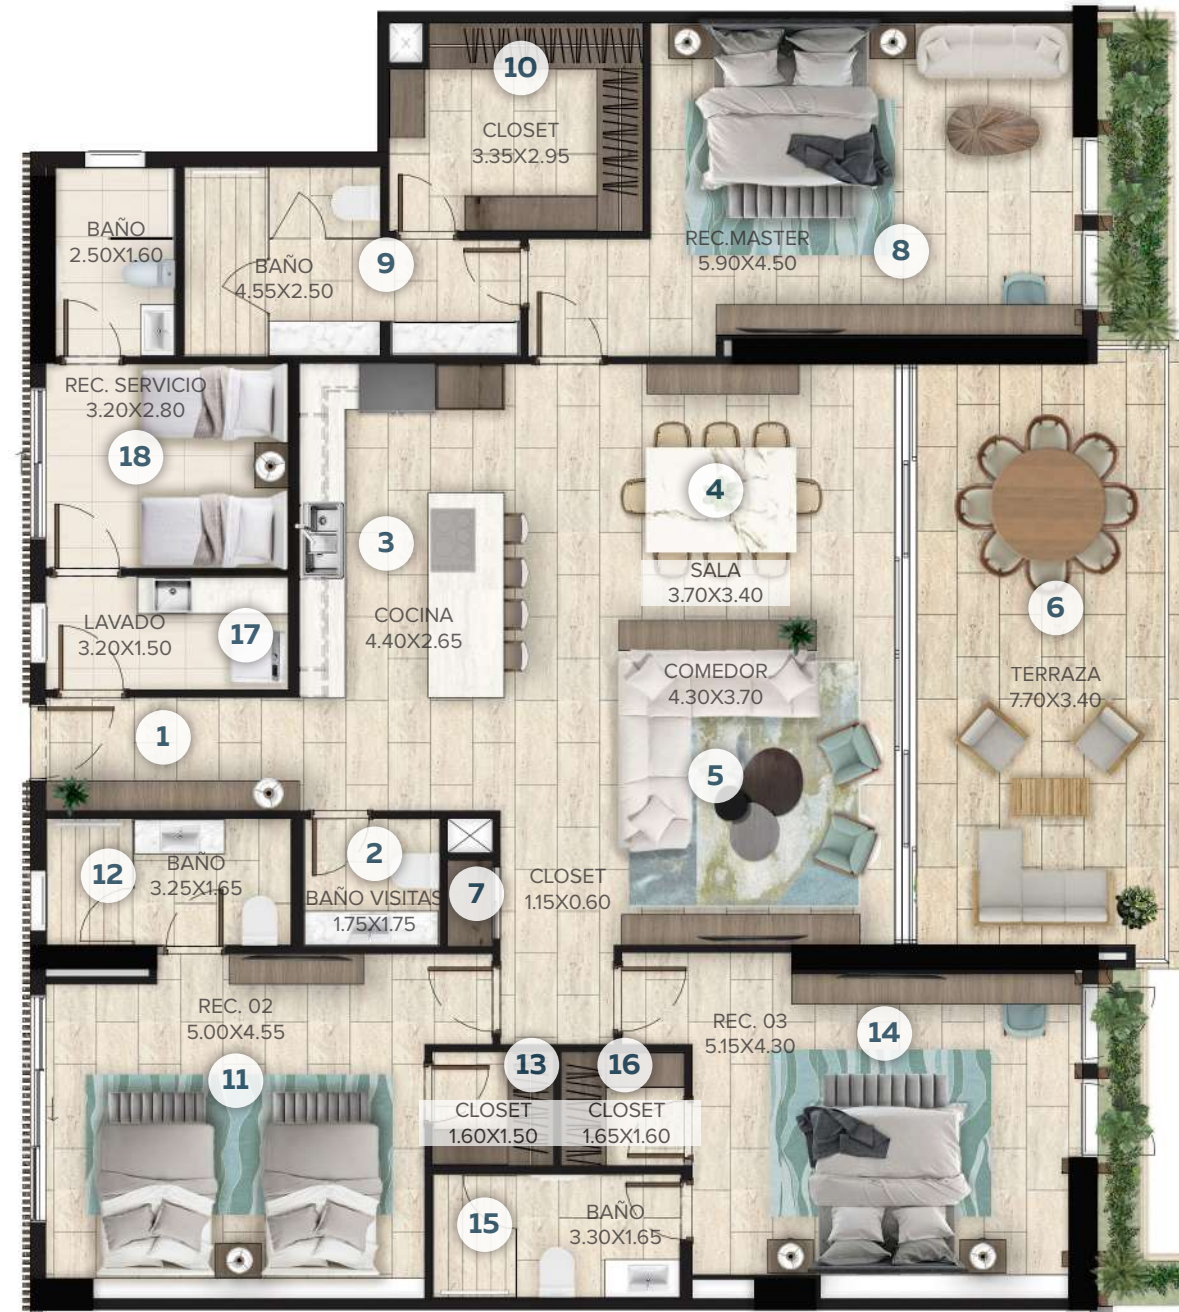 10
CLOSET
3.35X2.95
REC.MASTER
5.90X4.50
8
BAÑO
2.50X1.60
BAÑO
4.55X2.50
9
REC. SERVICIO
3.20X2.80
18
3
COCINA
4.40X2.65
4
SALA
3.70X3.40
6
TERRAZA
7.70X3.40
LAVADO
3.20X1.50
17
COMEDOR
4.30X3.70
5
1
12
BAÑO
3.25X1.65
2
BAÑO VISITAS
1.75X1.75
7
CLOSET
1.15X0.60
REC. 02
5.00X4.55
11
13
CLOSET
1.60X1.50
16
CLOSET
1.65X1.60
REC. 03
5.15X4.30
14
15
BAÑO
3.30X1.65